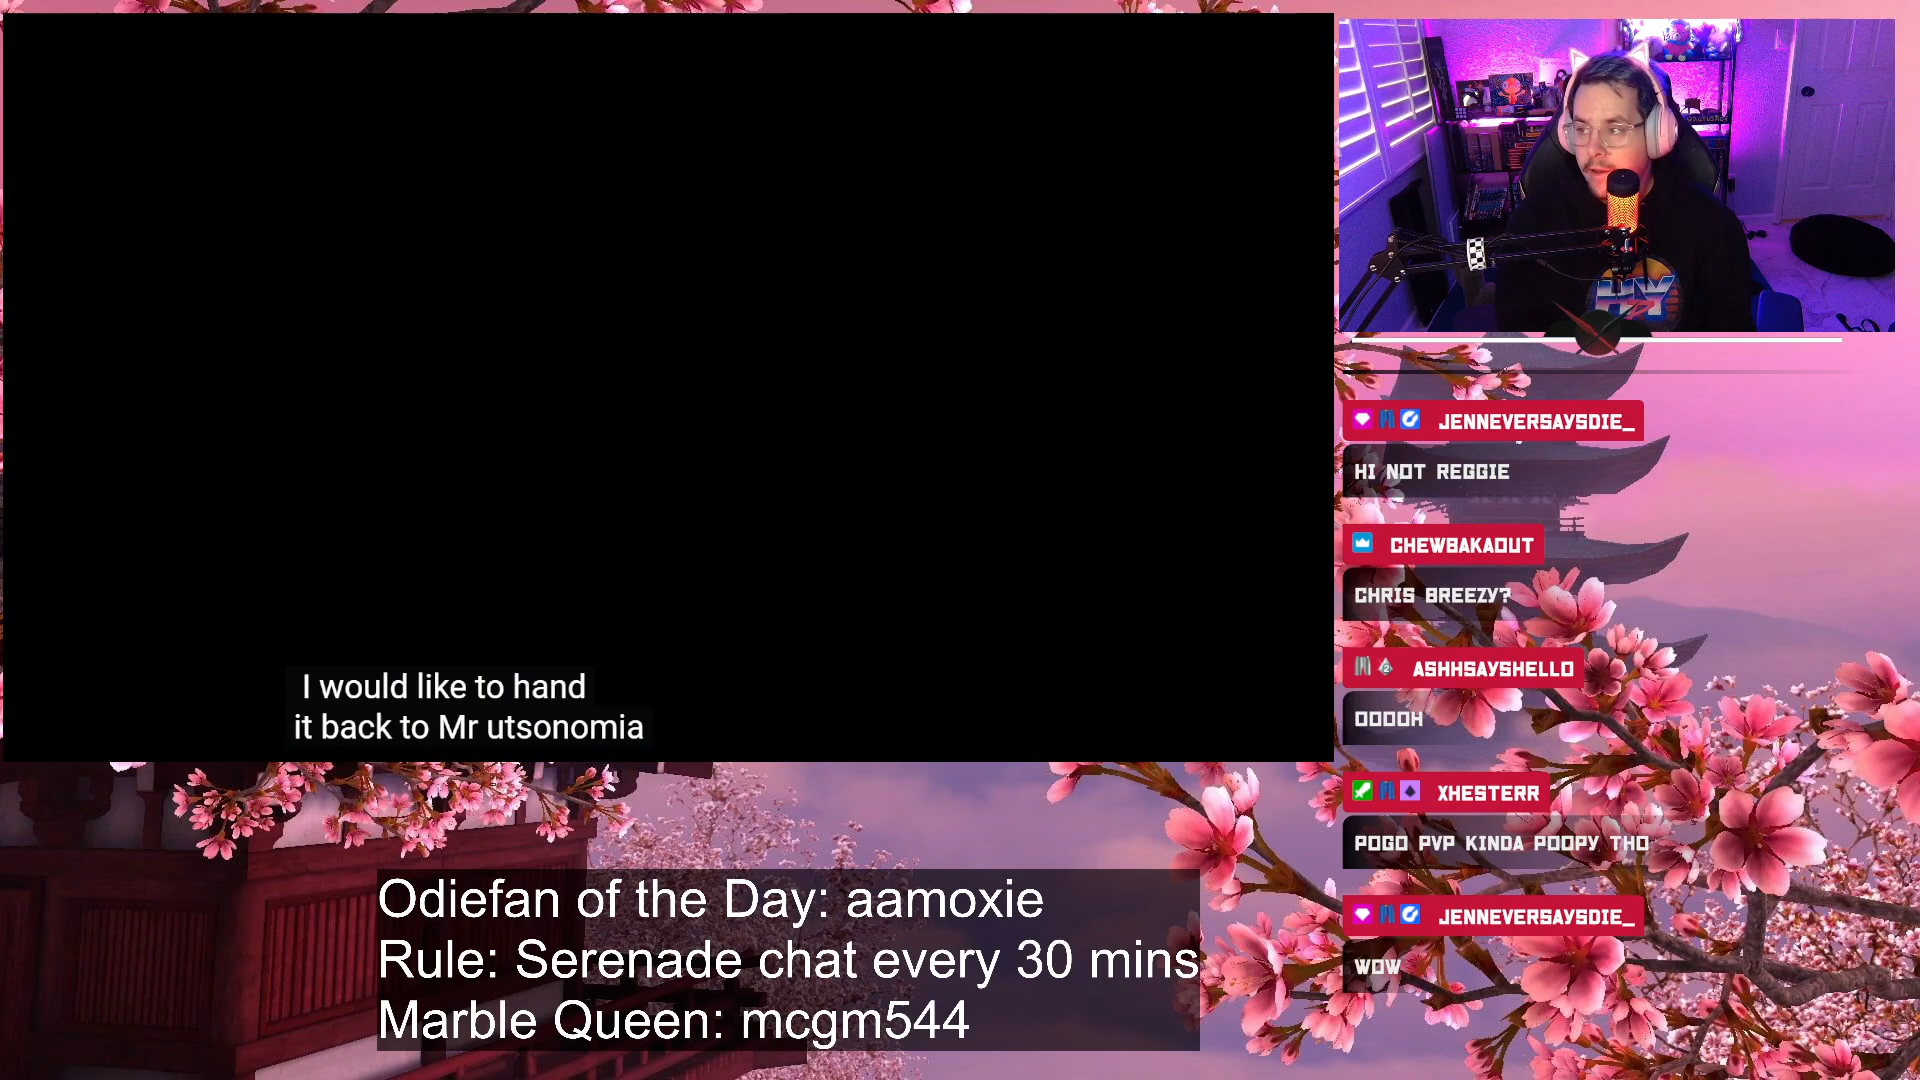 I would like to hand
it back to Mr utsonomia
JENNEVERSAYSDIE_
HI NOT REGGIE
CHEWBAKAOUT
CHRIS BREEZY?
ASHHSAYSHELLO
OOOOH
XHESTERR
POGO PVP KINDA POOPY THO
JENNEVERSAYSDIE_
WOW
Odiefan of the Day: aamoxie
Rule: Serenade chat every 30 mins
Marble Queen: mcgm544